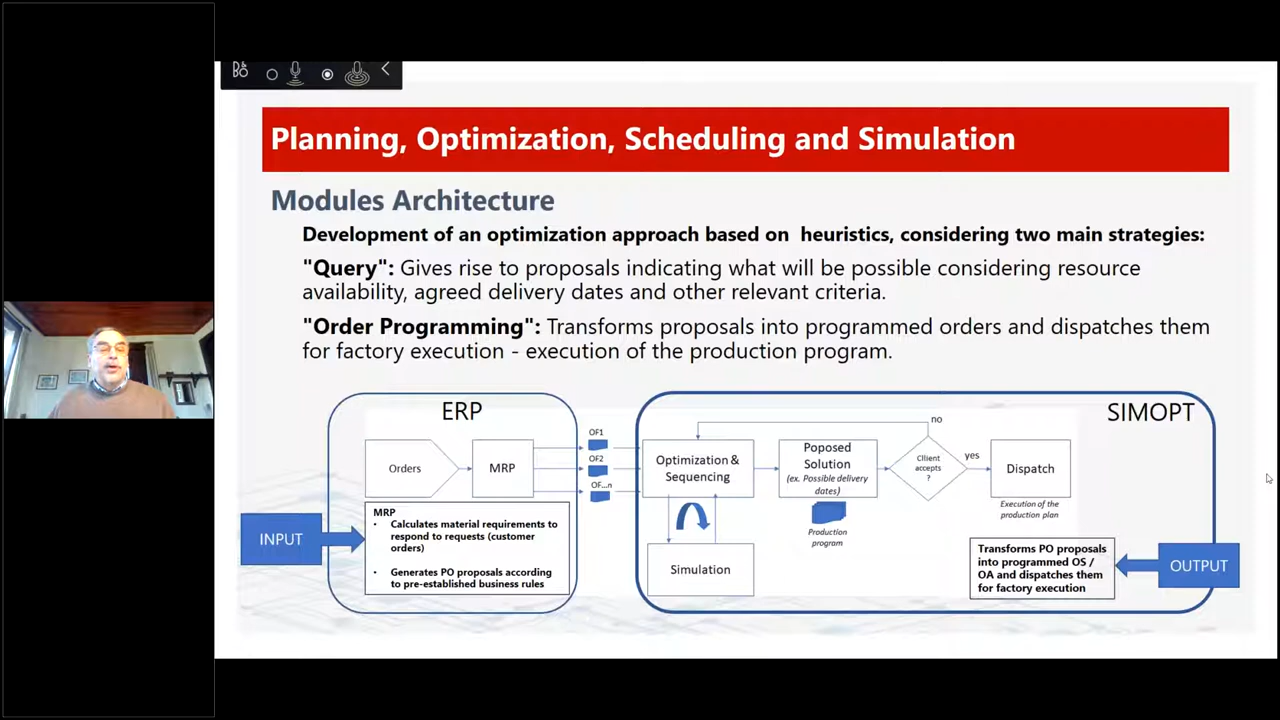 Planning, Optimization, Scheduling and Simulation
Modules Architecture
Development of an optimization approach based on heuristics, considering two main strategies:
"Query": Gives rise to proposals indicating what will be possible considering resource
availability, agreed delivery dates and other relevant criteria.
"Order Programming": Transforms proposals into programmed orders and dispatches them
for factory execution - execution of the production program.
ERP
Orders
MRP
OF1
OF2
OF...n
INPUT
MRP
• Calculates material requirements to
respond to requests (customer
orders)
• Generates PO proposals according
to pre-established business rules
SIMOPT
no
Optimization &
Sequencing
Poposed
Solution
(ex. Possible delivery
dates)
Production
program
Cllient
accepts
?
yes
Dispatch
Execution of the
production plan
Simulation
Transforms PO proposals
into programmed OS /
OA and dispatches them
for factory execution
OUTPUT